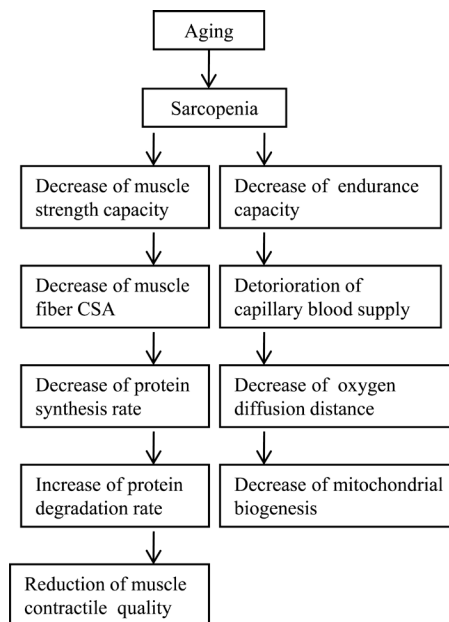 Aging
Sarcopenia
Decrease of muscle
strength capacity
Decrease of endurance
capacity
Decrease of muscle
fiber CSA
Detorioration of
capillary blood supply
Decrease of protein
synthesis rate
Decrease of oxygen
diffusion distance
Increase of protein
degradation rate
Decrease of mitochondrial
biogenesis
Reduction of muscle
contractile quality